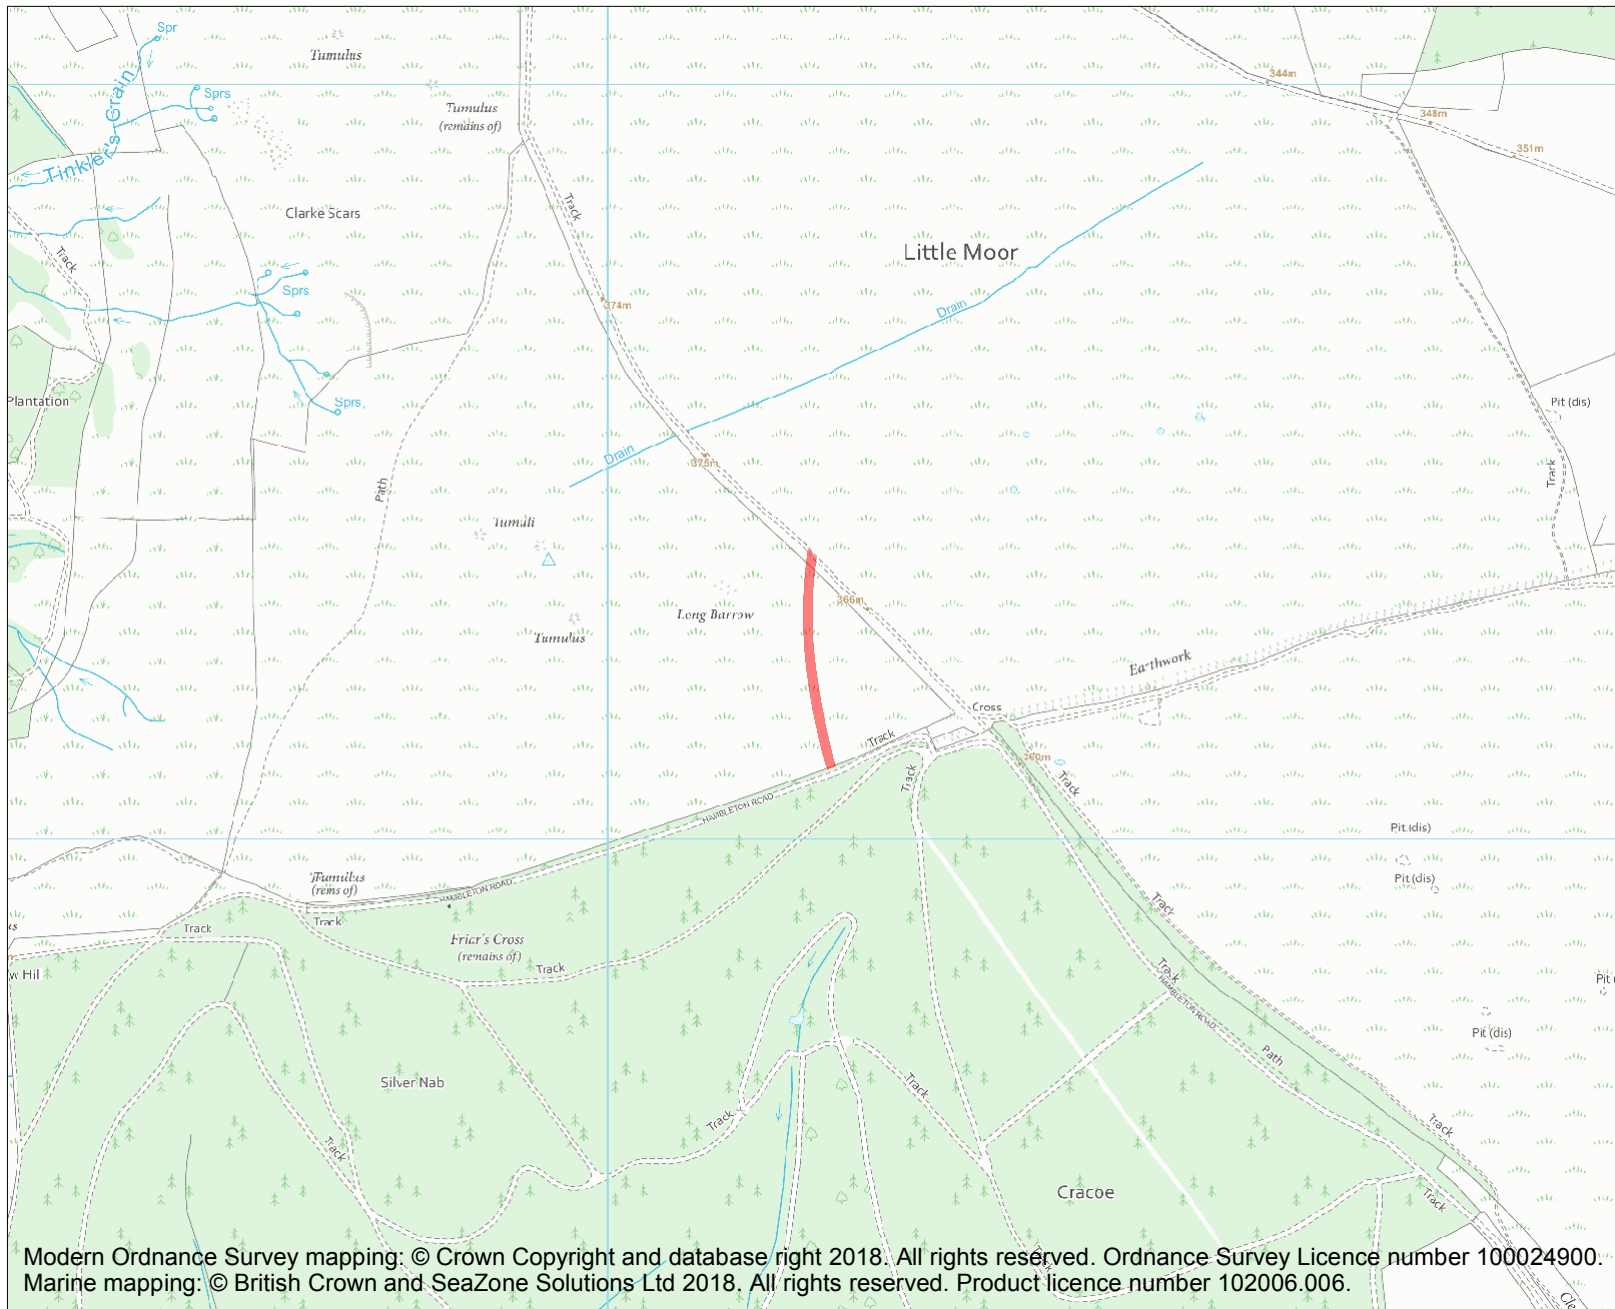 Spr
Tumulus
344m
Sprs
Tumulus
(remains of)
348m
351m
Tinkler's Grain
Clarke Scars
Track
Track
Little Moor
Sprs
374m
Drain
Plantation
Sprs
Pit (dis)
Drain
375m
Track
Path
Tumuli
366m
Long Barrow
Tumulus
Earthwork
Cross
Track
360m
Track
Track
HAMBLETON ROAD
Pit (dis)
Tumulus
(rems of)
Pit (dis)
HAMBLETON ROAD
Track
Track
Track
Friar's Cross
(remains of)
Track
Track
w Hil
Pit
HAMBLETON ROAD
Pit (dis)
Path
Silver Nab
Track
Track
Track
Track
Cracoe
Track
Track
Modern Ordnance Survey mapping: © Crown Copyright and database right 2018. All rights reserved. Ordnance Survey Licence number 100024900.
Marine mapping: © British Crown and SeaZone Solutions Ltd 2018. All rights reserved. Product licence number 102006.006.